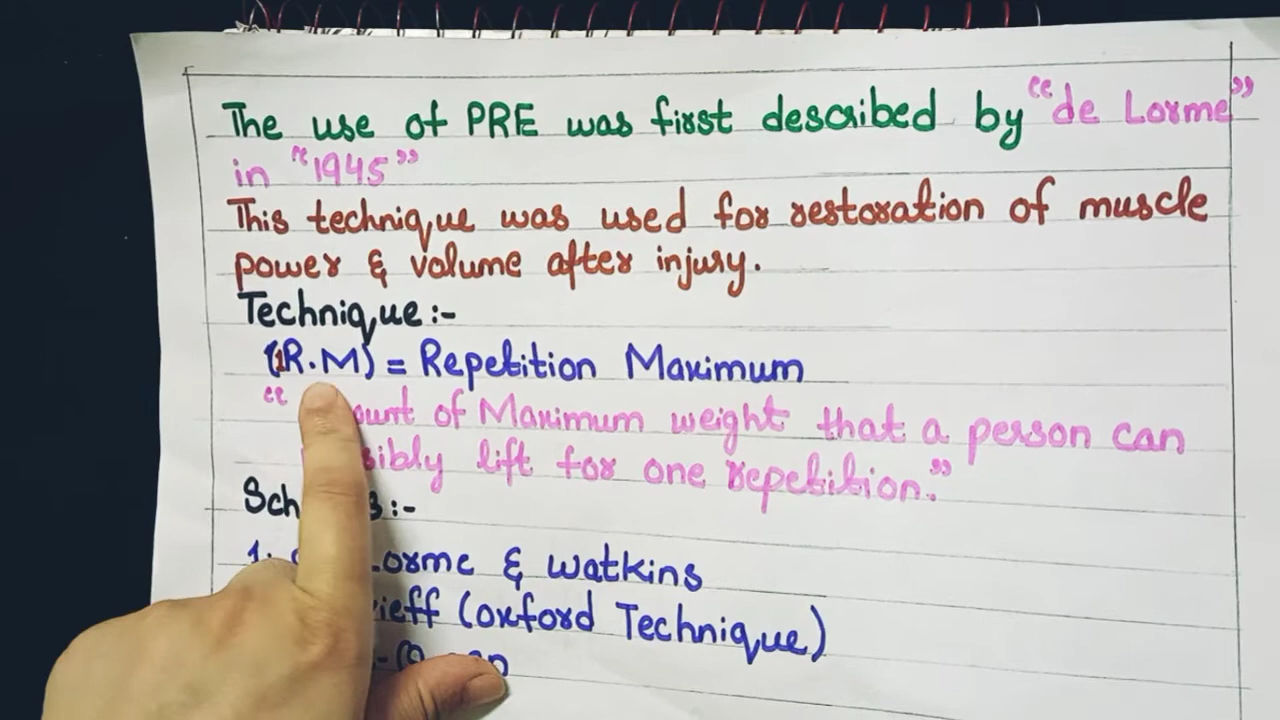 The use of PRE was first described by "de Lorme"
in "1945"
This technique was used for restoration of muscle
power & volume after injury.
Technique:-
(1R.M) = Repetition Maximum
" of Maximum weight that a person can
lift for one repetition."
:-
1. & Watkins
(Oxford Technique)